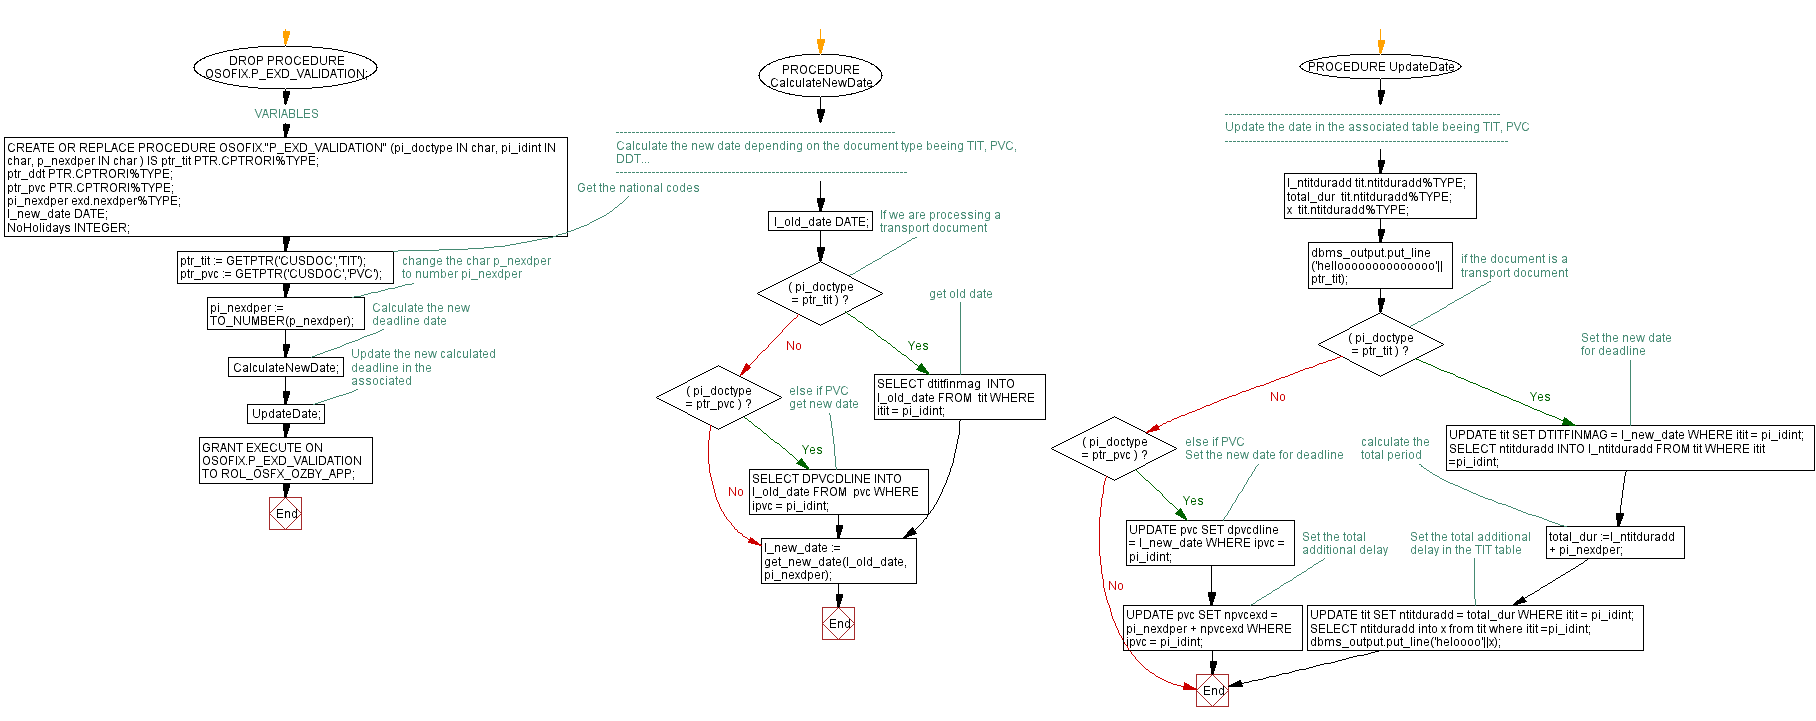 DROP PROCEDURE
OSOFIX.P_EXD_VALIDATION;
VARIABLES
CREATE OR REPLACE PROCEDURE OSOFIX."P_EXD_VALIDATION" (pi_doctype IN char, pi_idint IN
char, p_nexdper IN char ) IS ptr_tit PTR.CPTRORI%TYPE;
ptr_ddt PTR.CPTRORI%TYPE;
ptr_pvc PTR.CPTRORI%TYPE;
pi_nexdper exd.nexdper%TYPE;
l_new_date DATE;
NoHolidays INTEGER;
Get the national codes
ptr_tit := GETPTR('CUSDOC','TIT');
ptr_pvc := GETPTR('CUSDOC','PVC');
change the char p_nexdper
to number pi_nexdper
pi_nexdper :=
TO_NUMBER(p_nexdper);
Calculate the new
deadline date
CalculateNewDate;
Update the new calculated
deadline in the
associated
UpdateDate;
GRANT EXECUTE ON
OSOFIX.P_EXD_VALIDATION
TO ROL_OSFX_OZBY_APP;
End
PROCEDURE
CalculateNewDate
Calculate the new date depending on the document type beeing TIT, PVC,
DDT...
l_old_date DATE;
If we are processing a
transport document
( pi_doctype
= ptr_tit ) ?
get old date
No
Yes
( pi_doctype
= ptr_pvc ) ?
else if PVC
get new date
SELECT dtitfinmag  INTO
l_old_date FROM  tit WHERE
itit = pi_idint;
Yes
No
SELECT DPVCDLINE INTO
l_old_date FROM  pvc WHERE
ipvc = pi_idint;
l_new_date :=
get_new_date(l_old_date,
pi_nexdper);
End
PROCEDURE UpdateDate
Update the date in the associated table beeing TIT, PVC
l_ntitduradd tit.ntitduradd%TYPE;
total_dur  tit.ntitduradd%TYPE;
x  tit.ntitduradd%TYPE;
dbms_output.put_line
('helloooooooooooooo'||
ptr_tit);
if the document is a
transport document
( pi_doctype
= ptr_tit ) ?
Set the new date
for deadline
No
Yes
( pi_doctype
= ptr_pvc ) ?
else if PVC
Set the new date for deadline
calculate the
total period
UPDATE tit SET DTITFINMAG = l_new_date WHERE itit = pi_idint;
SELECT ntitduradd INTO l_ntitduradd FROM tit WHERE itit
=pi_idint;
Yes
No
UPDATE pvc SET dpvcdline
= l_new_date WHERE ipvc =
pi_idint;
Set the total
additional delay
Set the total additional
delay in the TIT table
total_dur :=l_ntitduradd
+ pi_nexdper;
UPDATE pvc SET npvcexd =
pi_nexdper + npvcexd WHERE
ipvc = pi_idint;
UPDATE tit SET ntitduradd = total_dur WHERE itit = pi_idint;
SELECT ntitduradd into x from tit where itit =pi_idint;
dbms_output.put_line('heloooo'||x);
End